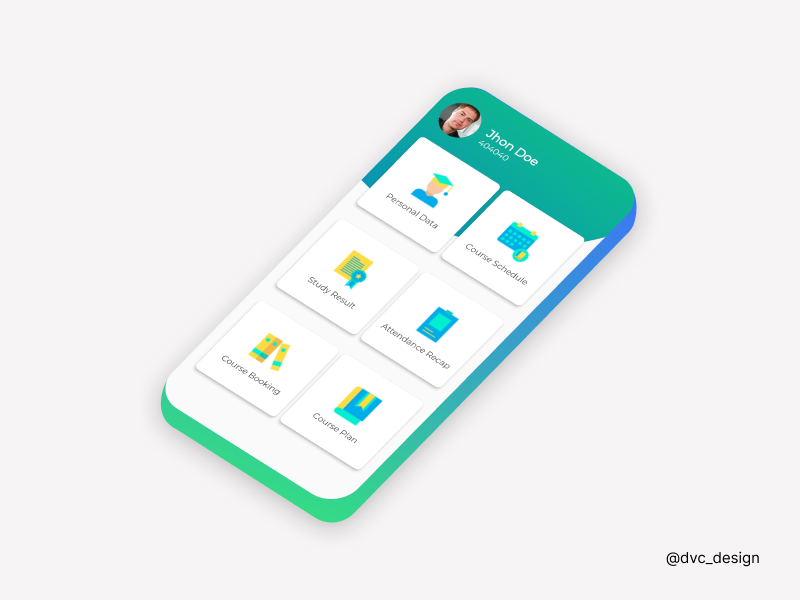 Jhon Doe
404040
Personal Data
Course Schedule
Study Result
Attendance Recap
Course Booking
Course Plan
@dvc_design